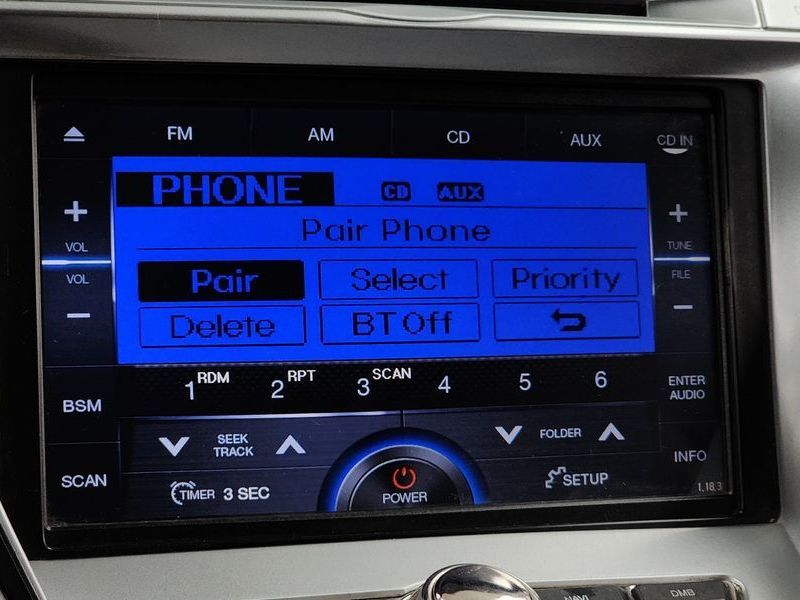 FM AM CD AUX CD IN
PHONE CD AUX
Pair Phone
VOL TUNE
VOL FILE
Pair Select Priority
Delete BT Off
1 RDM 2 RPT 3 SCAN 4 5 6
BSM
ENTER
AUDIO
SEEK
TRACK
FOLDER
INFO
SCAN
TIMER 3 SEC
POWER
SETUP
1.18.3
NAVI DMB